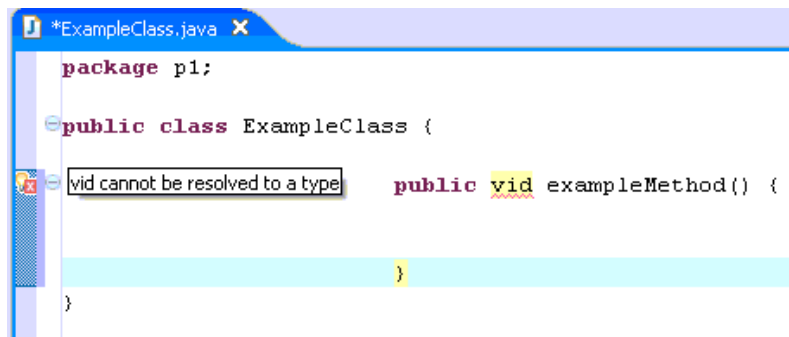 *ExampleClass.java
package p1;
public class ExampleClass {
vid cannot be resolved to a type public vid exampleMethod() {
}
}